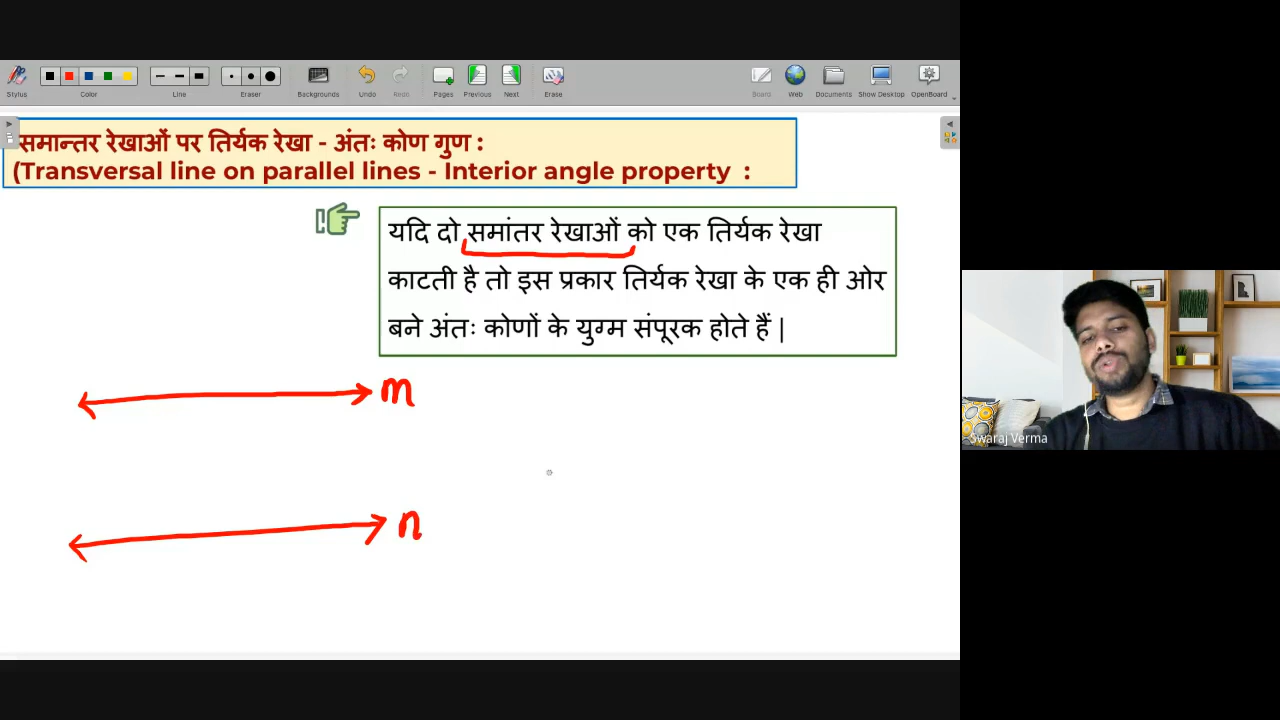 Stylus
Color
Line
Eraser
Backgrounds
Undo
Redo
Pages
Previous
Next
Erase
Board
Web
Documents
Show Desktop
OpenBoard
समान्तर रेखाओं पर तिर्यक रेखा - अंतः कोण गुण :
(Transversal line on parallel lines - Interior angle property :
यदि दो समांतर रेखाओं को एक तिर्यक रेखा
काटती है तो इस प्रकार तिर्यक रेखा के एक ही ओर
बने अंतः कोणों के युग्म संपूरक होते हैं |
m
n
Swaraj Verma